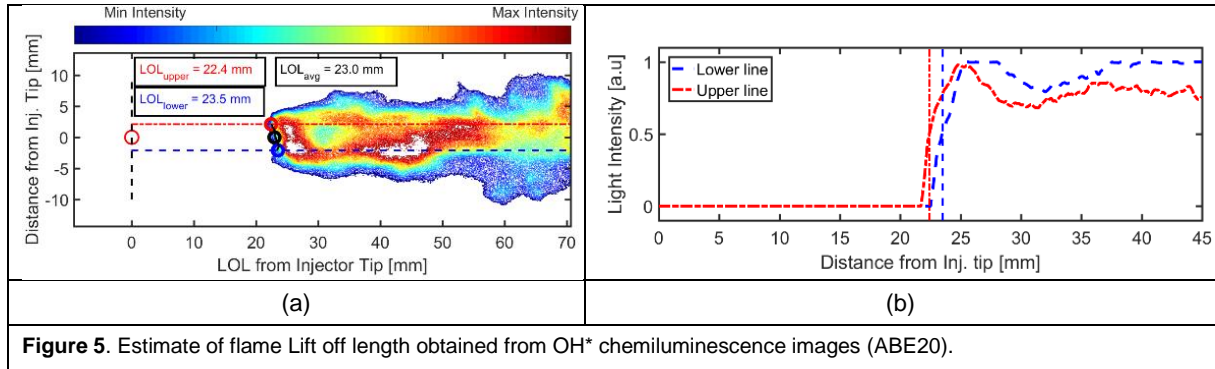 Min Intensity Max Intensity
LOL_upper = 22.4 mm LOL_avg = 23.0 mm
LOL_lower = 23.5 mm
Distance from Inj. Tip [mm]
10
5
0
-5
-10
0 10 20 30 40 50 60 70
LOL from Injector Tip [mm]
(a)
Lower line
Upper line
Light Intensity [a.u]
1
0.5
0
0 5 10 15 20 25 30 35 40 45
Distance from Inj. tip [mm]
(b)
Figure 5. Estimate of flame Lift off length obtained from OH* chemiluminescence images (ABE20).